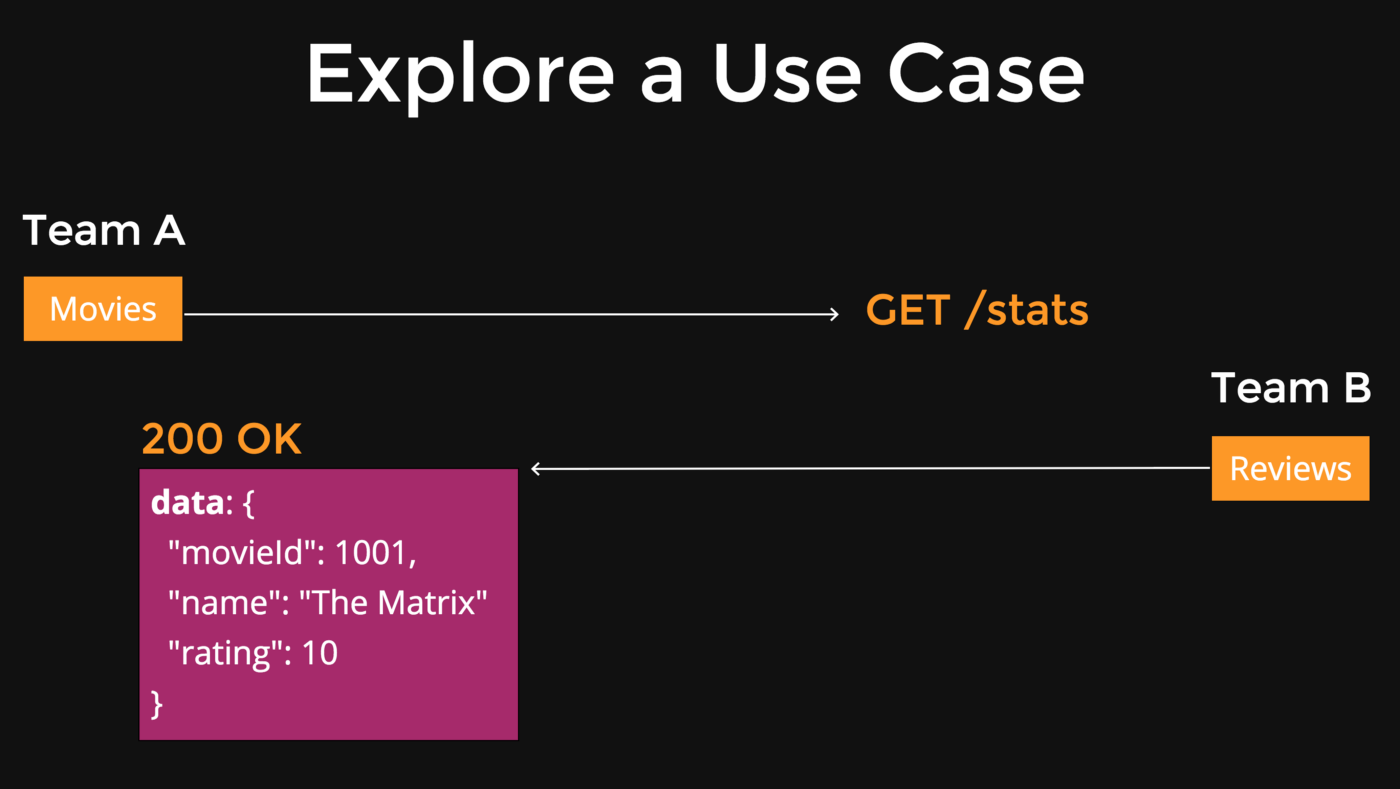 Explore a Use Case
Team A
Movies
GET /stats
Team B
Reviews
200 OK
data: {
"movieId": 1001,
"name": "The Matrix"
"rating": 10
}